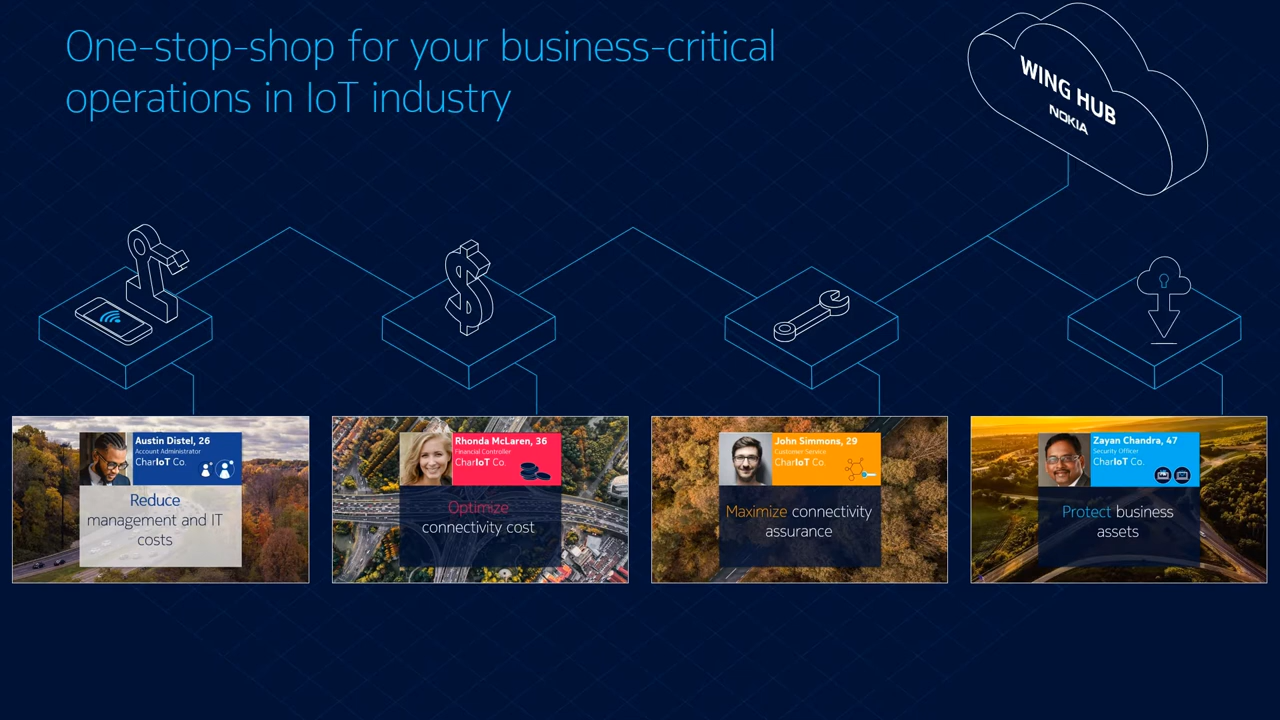 One-stop-shop for your business-critical
operations in IoT industry
WING HUB
NOKIA
Austin Distel, 26
Account Administrator
CharIoT Co.
Reduce
management and IT
costs
Rhonda McLaren, 36
Financial Controller
CharIoT Co.
Optimize
connectivity cost
John Simmons, 29
Customer Service
CharIoT Co.
Maximize connectivity
assurance
Zayan Chandra, 47
Security Officer
CharIoT Co.
Protect business
assets